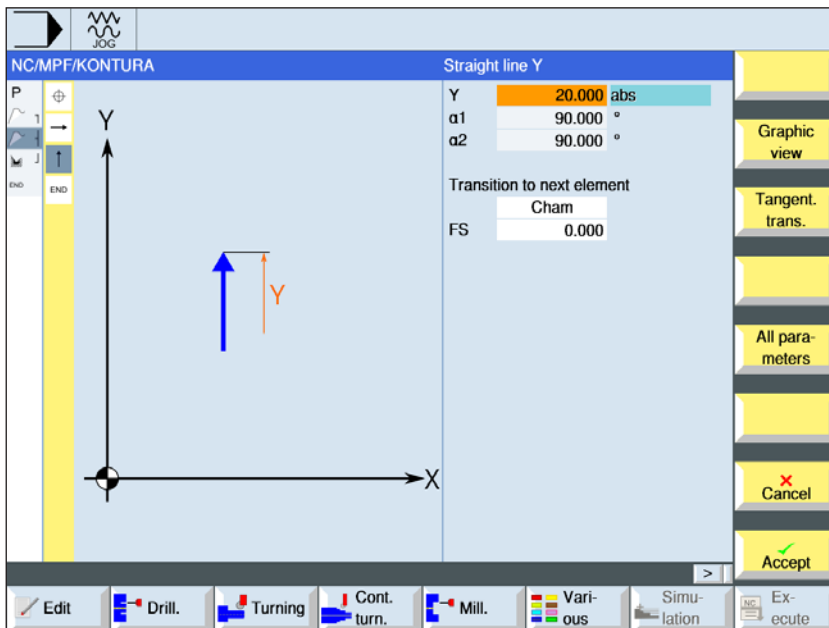 JOG
NC/MPF/KONTURA
Straight line Y
P
END
END
Y
X
Y
Y 20.000 abs
α1 90.000 °
α2 90.000 °
Transition to next element
Cham
FS 0.000
Graphic
view
Tangent.
trans.
All para-
meters
Cancel
Accept
>
Edit
Drill.
Turning
Cont.
turn.
Mill.
Vari-
ous
Simu-
lation
NC
Ex-
ecute